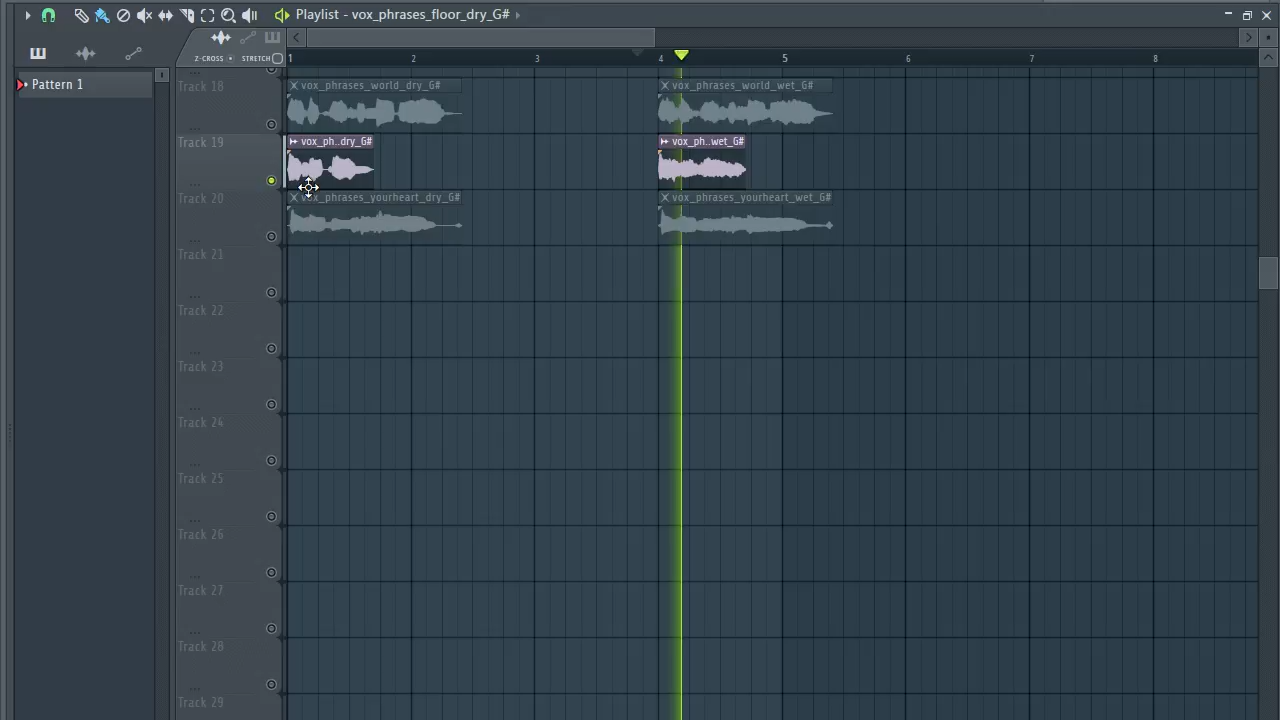 Playlist - vox_phrases_floor_dry_G#
Z-CROSS
STRETCH
1 2 3 4 5 6 7 8
Pattern 1
Track 18
vox_phrases_world_dry_G#
vox_phrases_world_wet_G#
Track 19
vox_ph..dry_G#
vox_ph..wet_G#
Track 20
vox_phrases_yourheart_dry_G#
vox_phrases_yourheart_wet_G#
Track 21
Track 22
Track 23
Track 24
Track 25
Track 26
Track 27
Track 28
Track 29